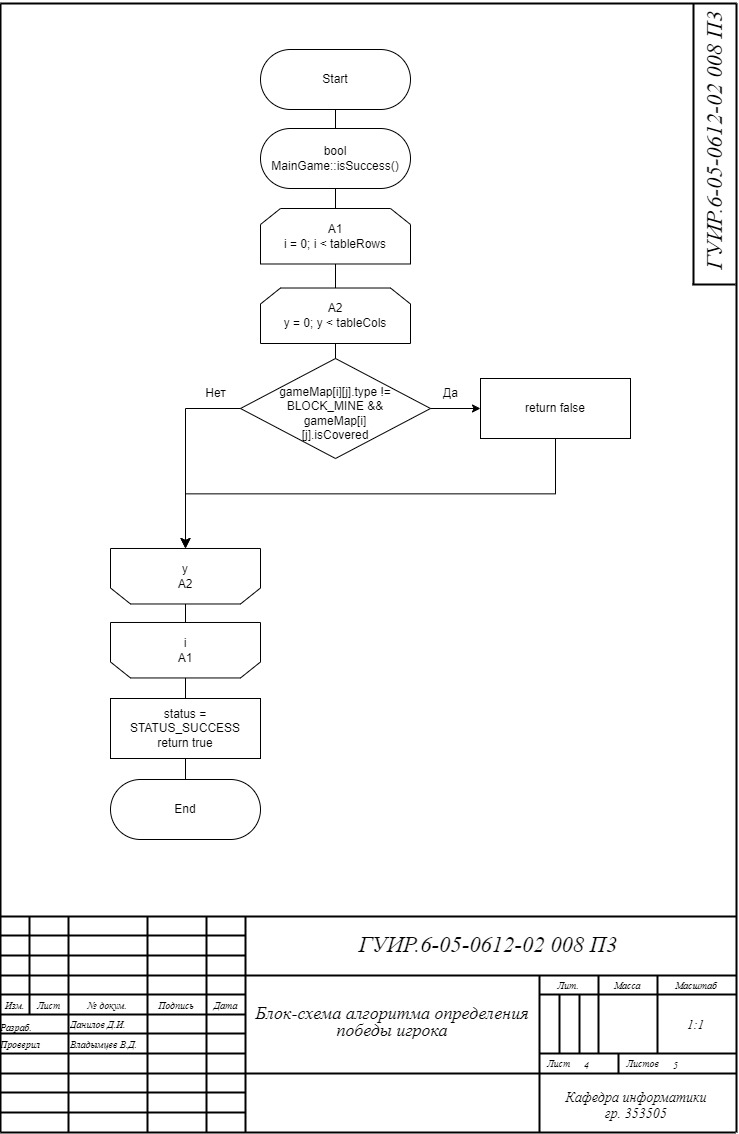 ГУИР.6-05-0612-02 008 ПЗ
Start
bool
MainGame::isSuccess()
A1
i = 0; i < tableRows
A2
y = 0; y < tableCols
Нет
gameMap[i][j].type !=
BLOCK_MINE &&
gameMap[i]
[j].isCovered
Да
return false
y
A2
i
A1
status =
STATUS_SUCCESS
return true
End
ГУИР.6-05-0612-02 008 ПЗ
Изм. Лист № докум. Подпись Дата
Разраб. Данилов Д.И.
Проверил Владымцев В.Д.
Блок-схема алгоритма определения
победы игрока
Лит. Масса Масштаб
1:1
Лист 4 Листов 5
Кафедра информатики
гр. 353505